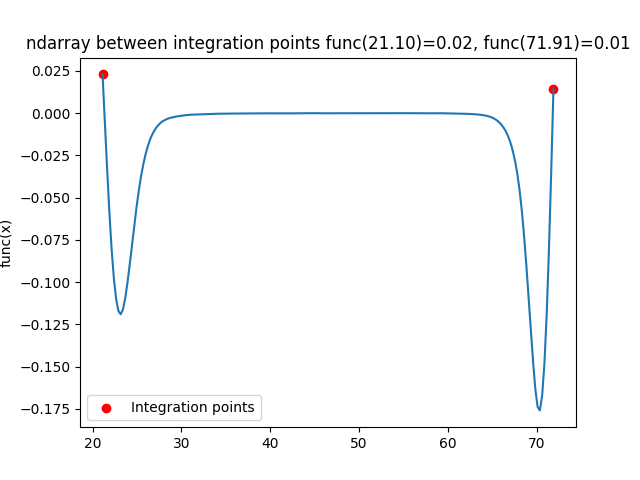 ndarray between integration points func(21.10)=0.02, func(71.91)=0.01
0.025
0.000
−0.025
−0.050
−0.075
−0.100
−0.125
−0.150
−0.175
func(x)
Integration points
20 30 40 50 60 70